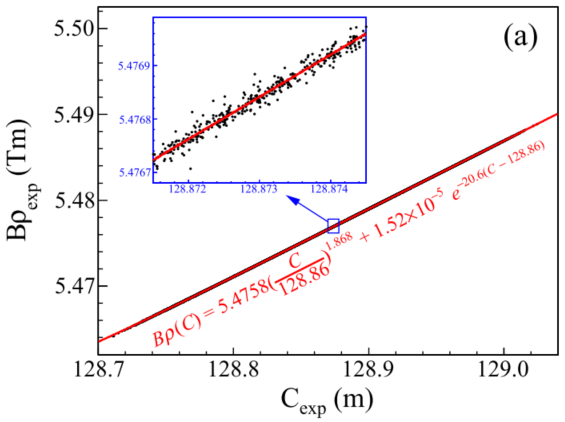 (a)
5.50
5.49
5.48
5.47
Bρexp (Tm)
5.4769
5.4768
5.4767
128.872 128.873 128.874
Bρ(C) = 5.4758(C/128.86)^1.868 + 1.52×10^−5 e^−20.6(C − 128.86)
128.7 128.8 128.9 129.0
Cexp (m)